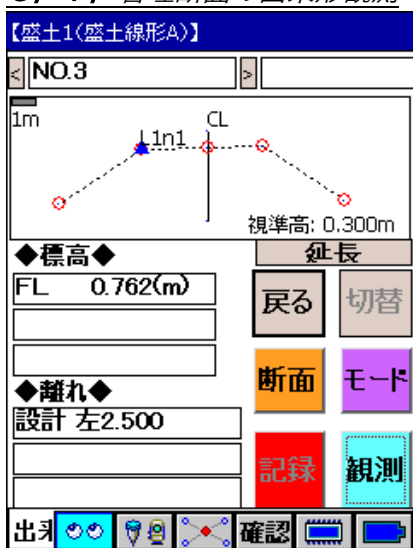 【盛土1(盛土線形A)】
< NO.3 >
1m
CL
L1n1
視準高: 0.300m
◆標高◆
延長
FL 0.762(m)
戻る
切替
断面
モード
◆離れ◆
設計 左2.500
記録
観測
確認